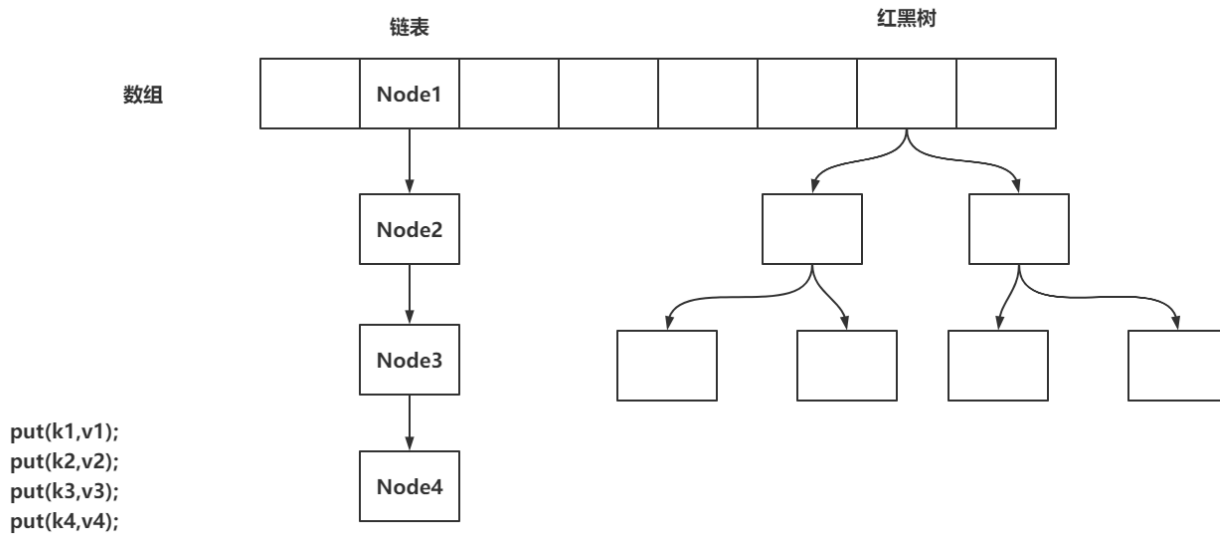 链表
红黑树
数组
Node1
Node2
Node3
Node4
put(k1,v1);
put(k2,v2);
put(k3,v3);
put(k4,v4);